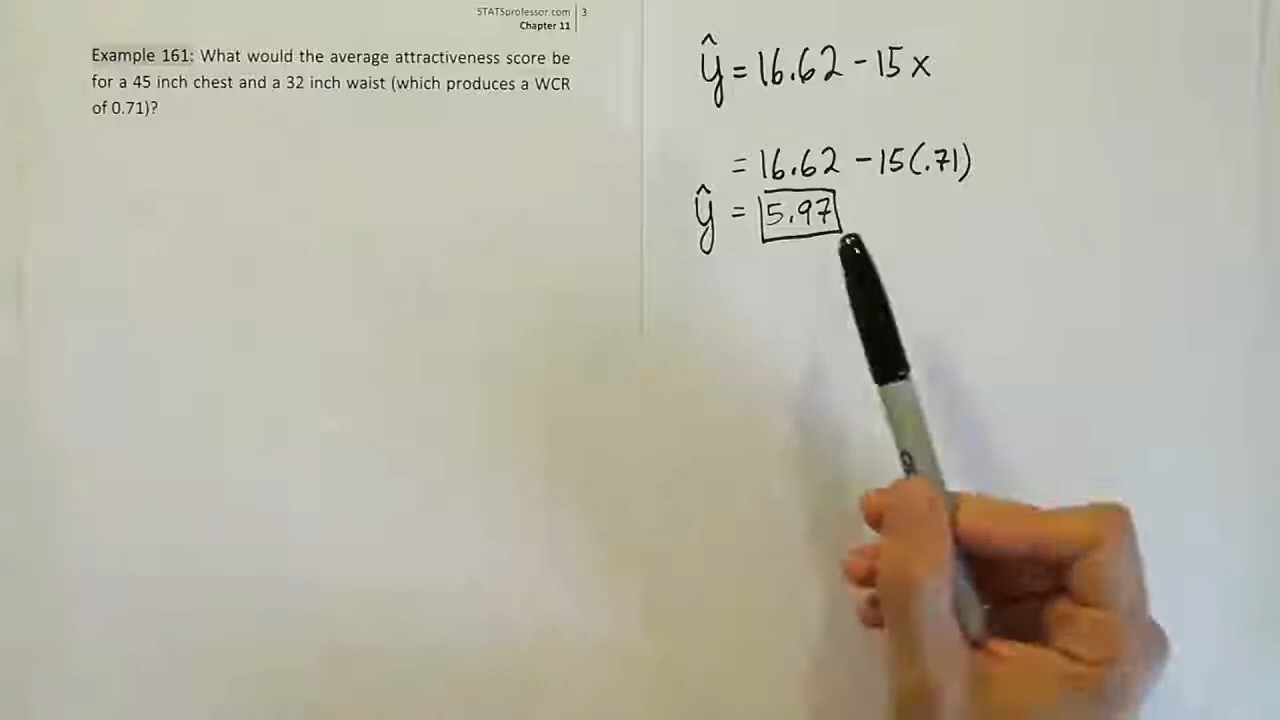 STATSprofessor.com | 3
Chapter 11
Example 161: What would the average attractiveness score be
for a 45 inch chest and a 32 inch waist (which produces a WCR
of 0.71)?
ŷ = 16.62 - 15x
= 16.62 - 15(.71)
ŷ = 5.97